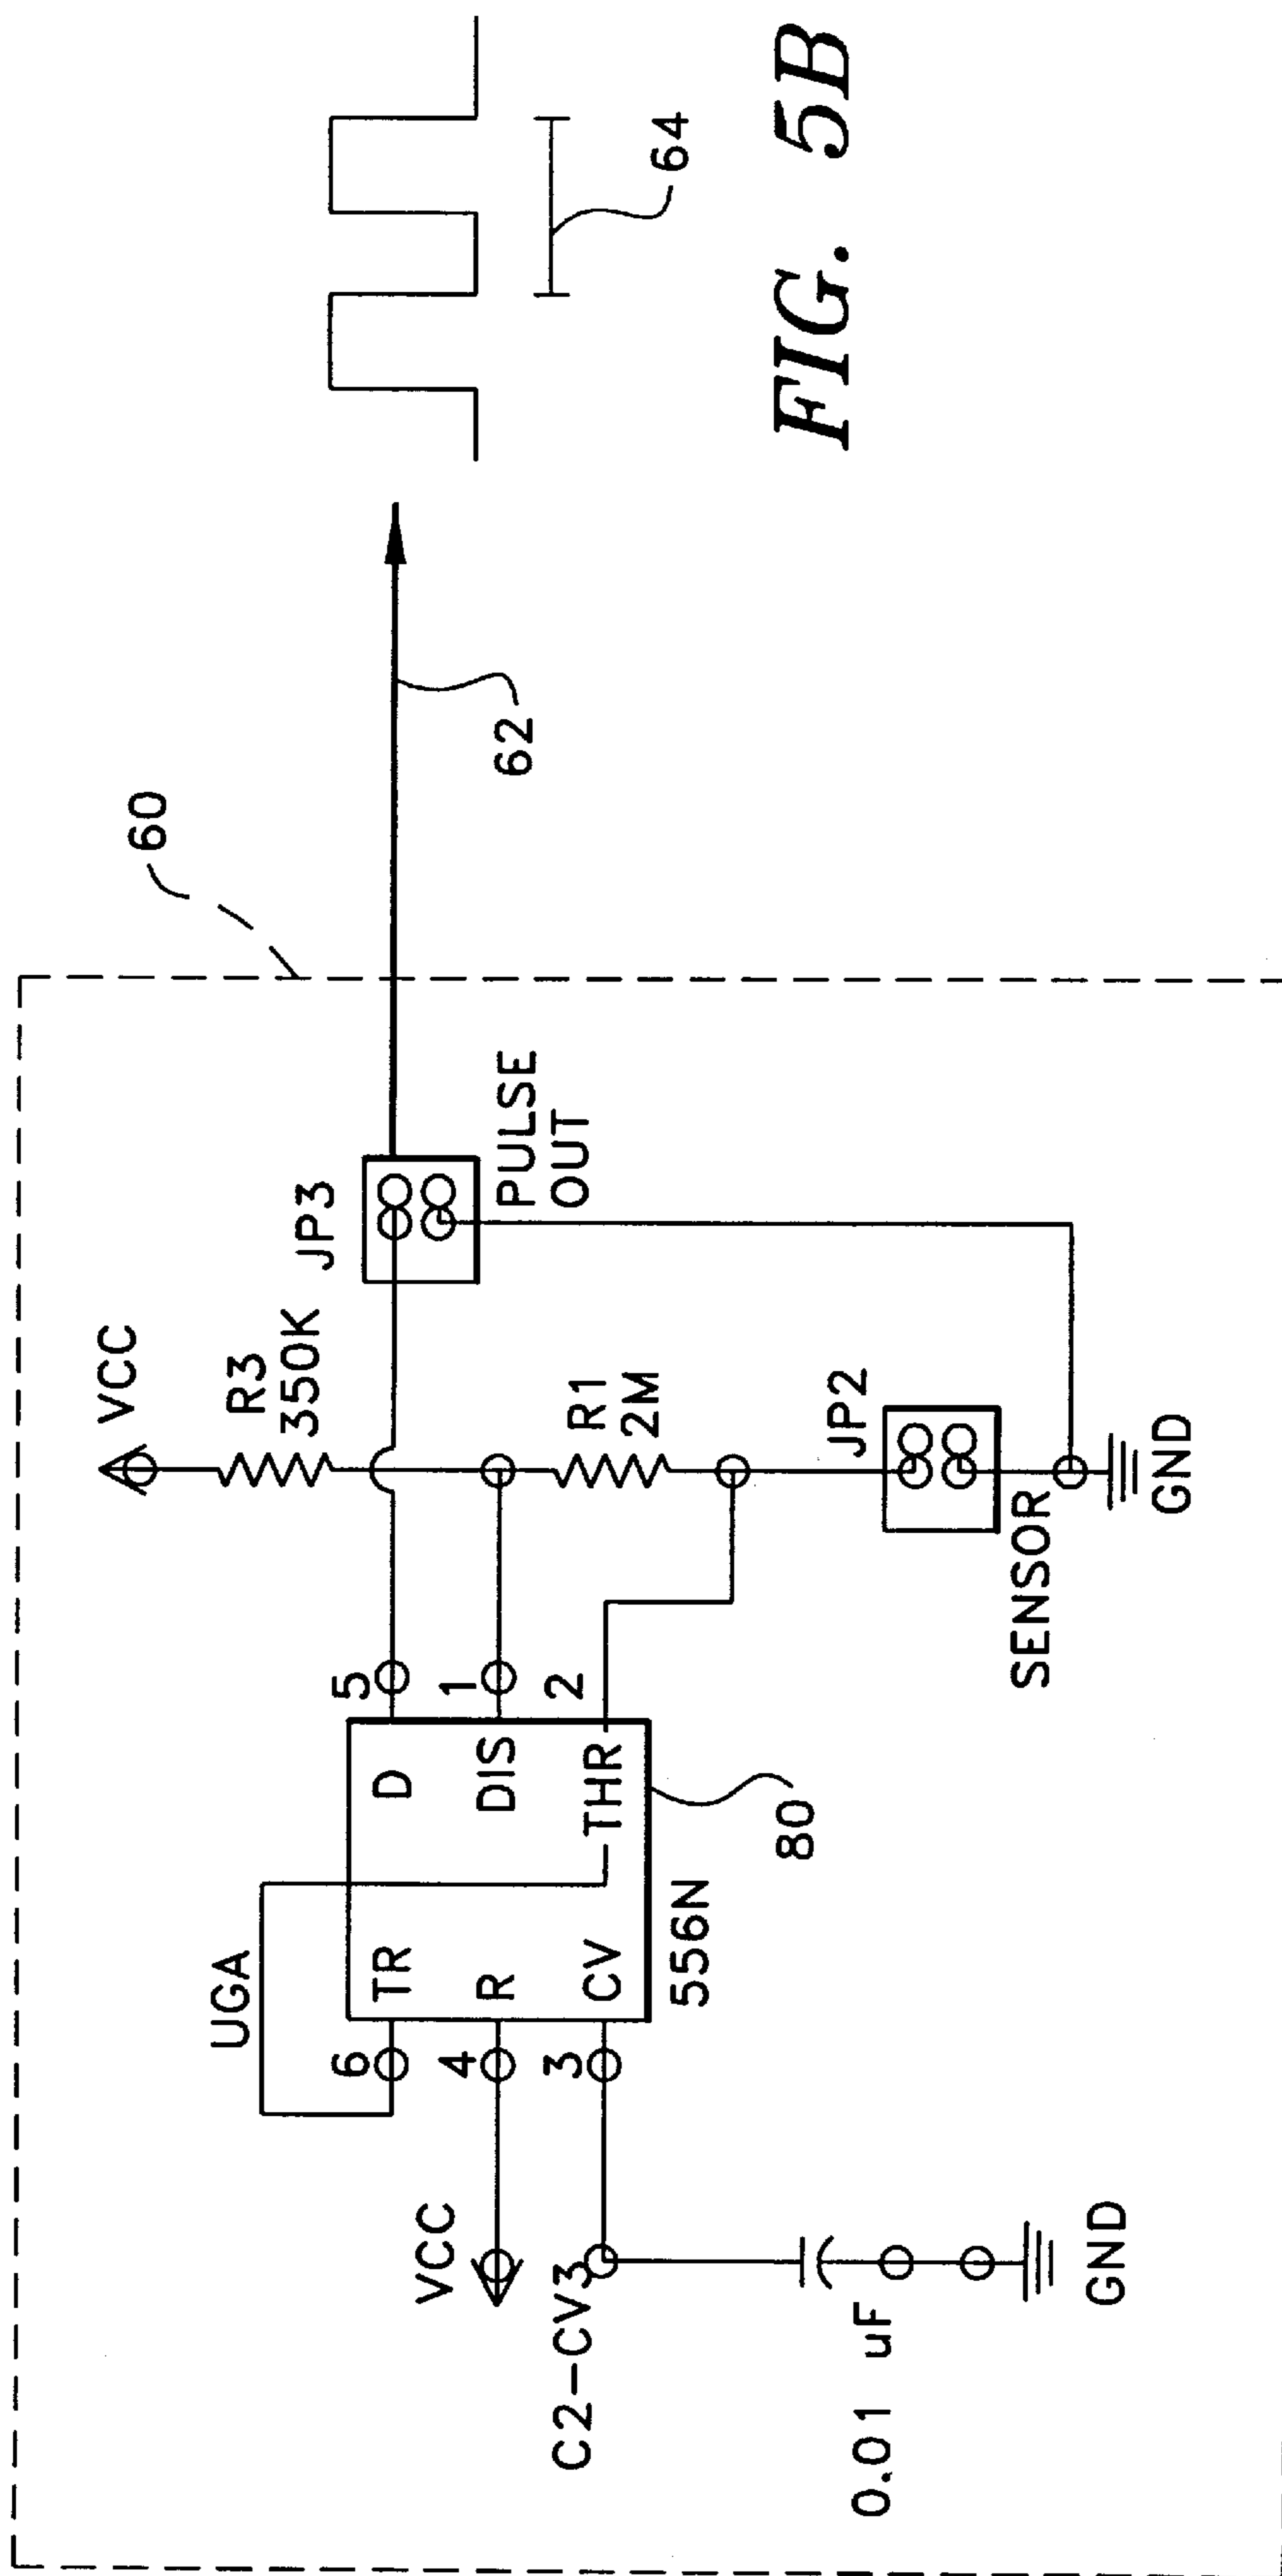 60
VCC
R3
350K
JP3
PULSE
OUT
62
64
UGA
6
TR
D
5
VCC
4
R
DIS
1
R1
2M
C2-CV3
3
CV
THR
2
556N
80
JP2
SENSOR
0.01 uF
GND
GND
FIG. 5B